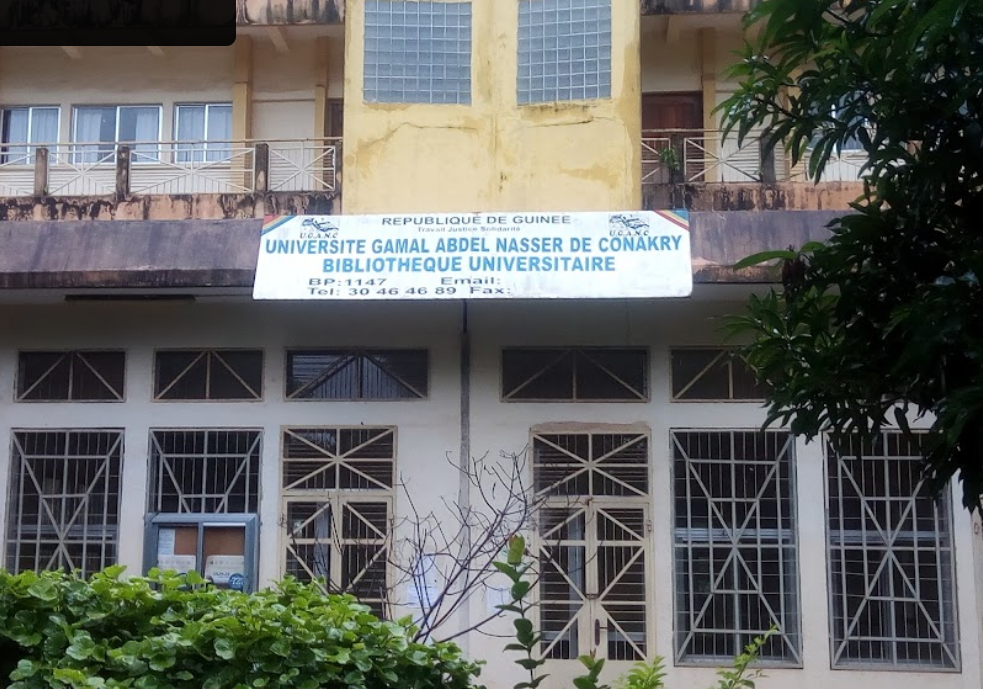 REPUBLIQUE DE GUINEE
Travail Justice Solidarité
U.G.A.N.C U.G.A.N.C
UNIVERSITE GAMAL ABDEL NASSER DE CONAKRY
BIBLIOTHEQUE UNIVERSITAIRE
BP:1147 Email:
Tel: 30 46 46 89 Fax: